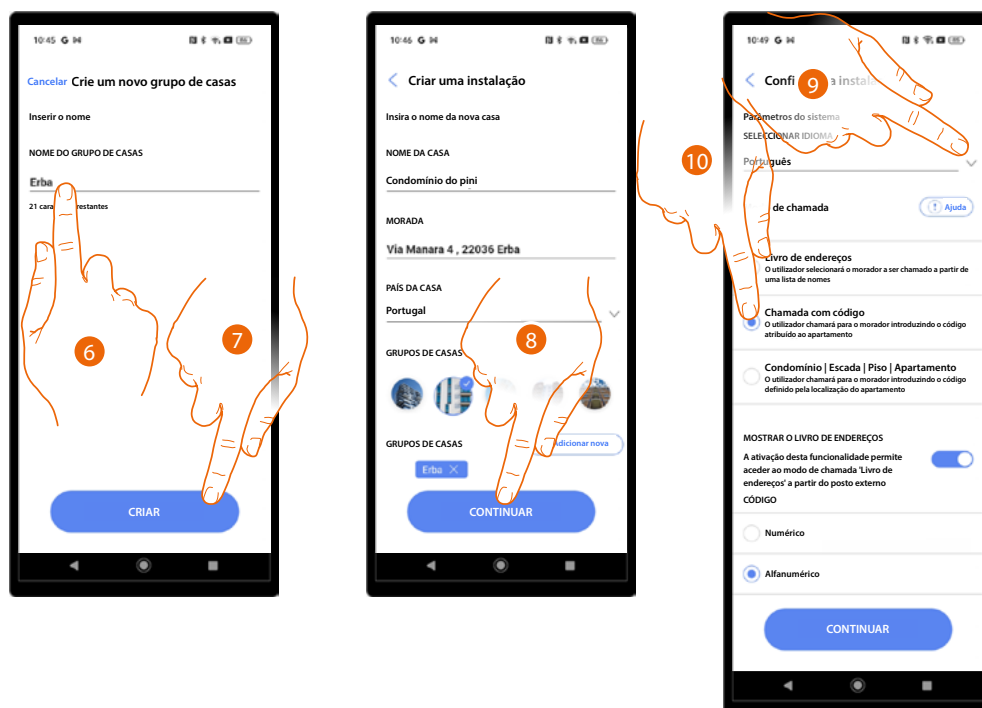 10:45 G
Cancelar Crie um novo grupo de casas
Inserir o nome
NOME DO GRUPO DE CASAS
Erba
21 restantes
6
7
CRIAR
10:46 G
Criar uma instalação
Insira o nome da nova casa
NOME DA CASA
Condomínio do pini
MORADA
Via Manara 4 , 22036 Erba
PAÍS DA CASA
Portugal
8
GRUPOS DE CASAS
GRUPOS DE CASAS
Adicionar nova
Erba
CONTINUAR
10:49 G
9
10
Parâmetros do sistema
SELECCIONAR IDIOMA
Português
de chamada
Ajuda
Livro de endereços
O utilizador selecionará o morador a ser chamado a partir de
uma lista de nomes
Chamada com código
O utilizador chamará para o morador introduzindo o código
atribuído ao apartamento
Condomínio | Escada | Piso | Apartamento
O utilizador chamará para o morador introduzindo o código
definido pela localização do apartamento
MOSTRAR O LIVRO DE ENDEREÇOS
A ativação desta funcionalidade permite
aceder ao modo de chamada 'Livro de
endereços' a partir do posto externo
CÓDIGO
Numérico
Alfanumérico
CONTINUAR